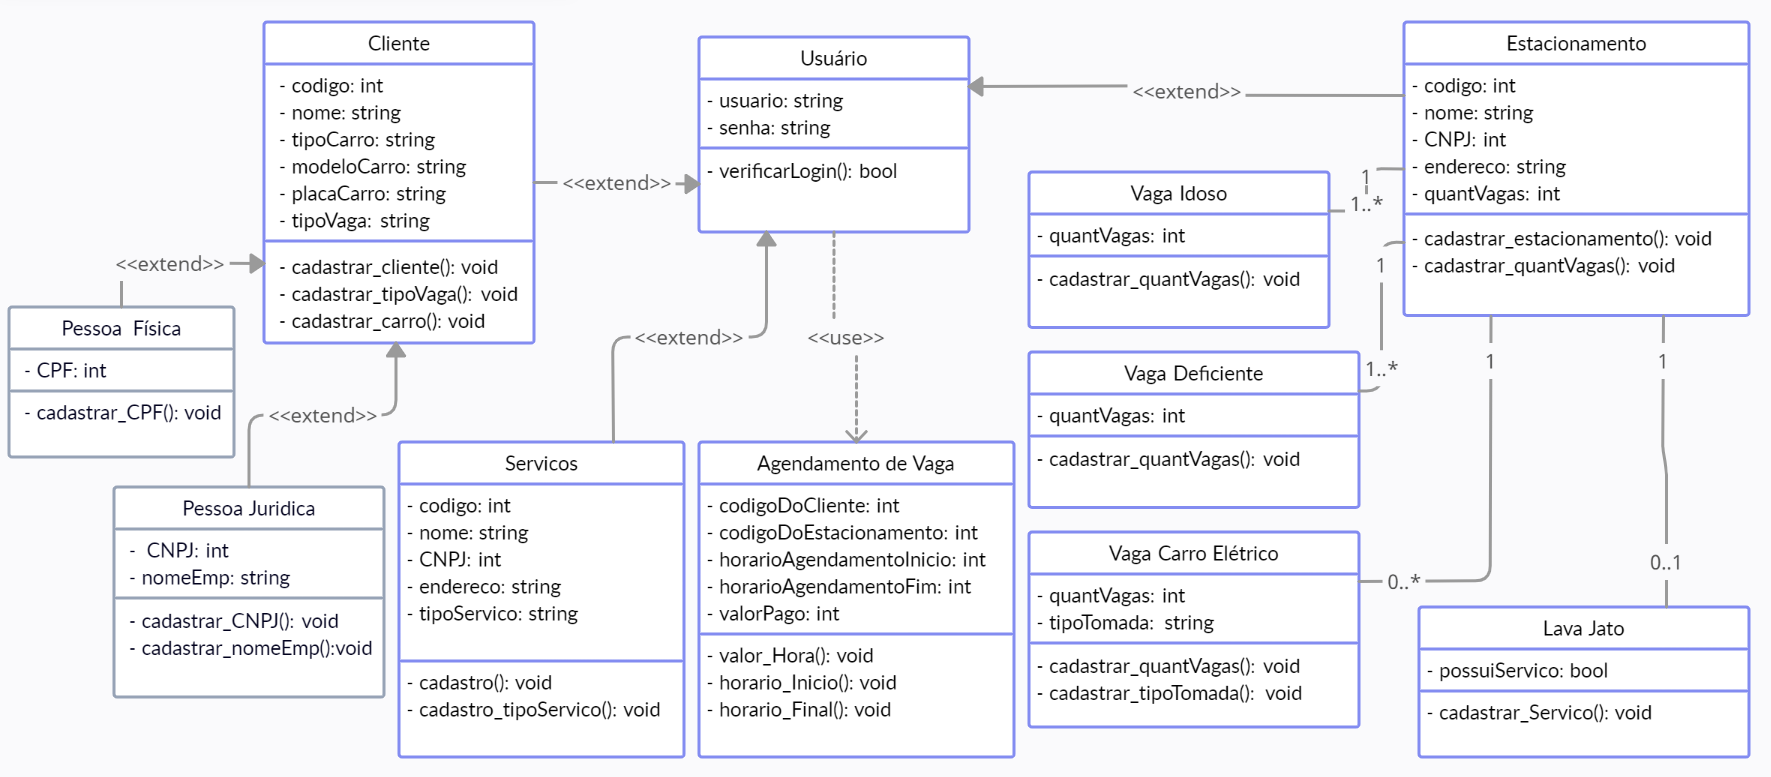 Cliente
- codigo: int
- nome: string
- tipoCarro: string
- modeloCarro: string
- placaCarro: string
- tipoVaga: string
- cadastrar_cliente(): void
- cadastrar_tipoVaga(): void
- cadastrar_carro(): void
<<extend>>
Usuário
- usuario: string
- senha: string
- verificarLogin(): bool
<<extend>>
Estacionamento
- codigo: int
- nome: string
- CNPJ: int
- endereco: string
- quantVagas: int
- cadastrar_estacionamento(): void
- cadastrar_quantVagas(): void
<<extend>>
Pessoa Física
- CPF: int
- cadastrar_CPF(): void
<<extend>>
Pessoa Juridica
- CNPJ: int
- nomeEmp: string
- cadastrar_CNPJ(): void
- cadastrar_nomeEmp():void
<<extend>>
Servicos
- codigo: int
- nome: string
- CNPJ: int
- endereco: string
- tipoServico: string
- cadastro(): void
- cadastro_tipoServico(): void
<<use>>
Agendamento de Vaga
- codigoDoCliente: int
- codigoDoEstacionamento: int
- horarioAgendamentoInicio: int
- horarioAgendamentoFim: int
- valorPago: int
- valor_Hora(): void
- horario_Inicio(): void
- horario_Final(): void
Vaga Idoso
- quantVagas: int
- cadastrar_quantVagas(): void
1
1..*
Vaga Deficiente
- quantVagas: int
- cadastrar_quantVagas(): void
1
1..*
Vaga Carro Elétrico
- quantVagas: int
- tipoTomada: string
- cadastrar_quantVagas(): void
- cadastrar_tipoTomada(): void
1
0..*
1
0..1
Lava Jato
- possuiServico: bool
- cadastrar_Servico(): void